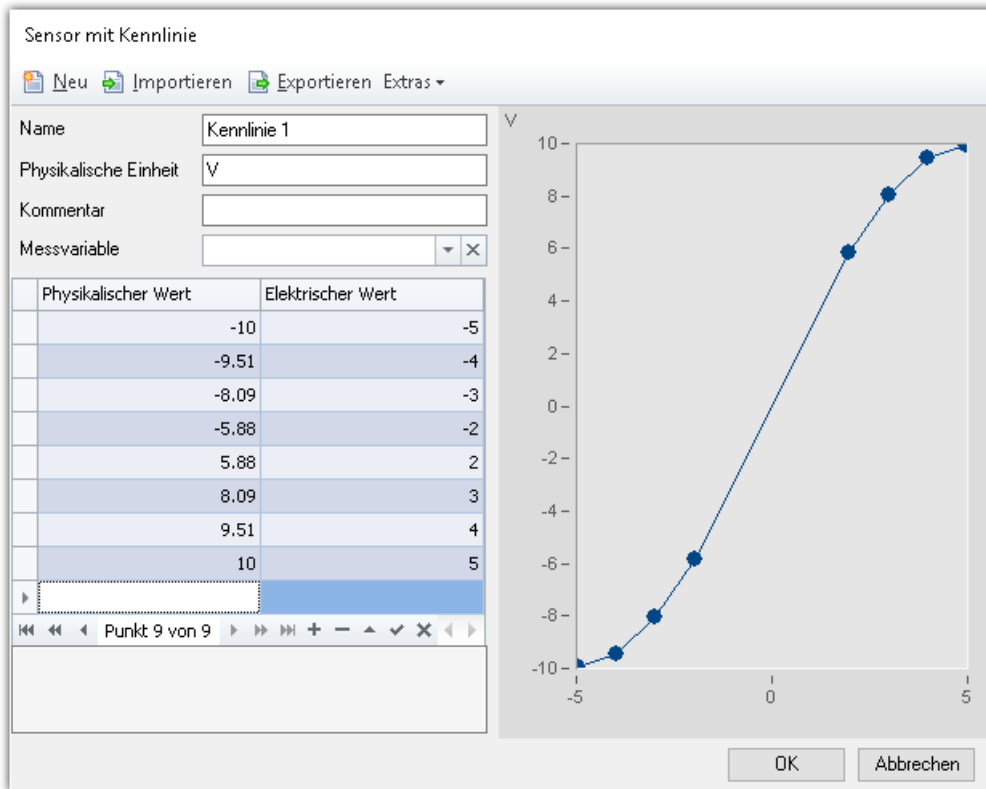 Sensor mit Kennlinie
Neu Importieren Exportieren Extras
Name Kennlinie 1
Physikalische Einheit V
Kommentar
Messvariable
Physikalischer Wert Elektrischer Wert
-10 -5
-9.51 -4
-8.09 -3
-5.88 -2
5.88 2
8.09 3
9.51 4
10 5
Punkt 9 von 9
V
10
8
6
4
2
0
-2
-4
-6
-8
-10
-5 0 5
OK Abbrechen